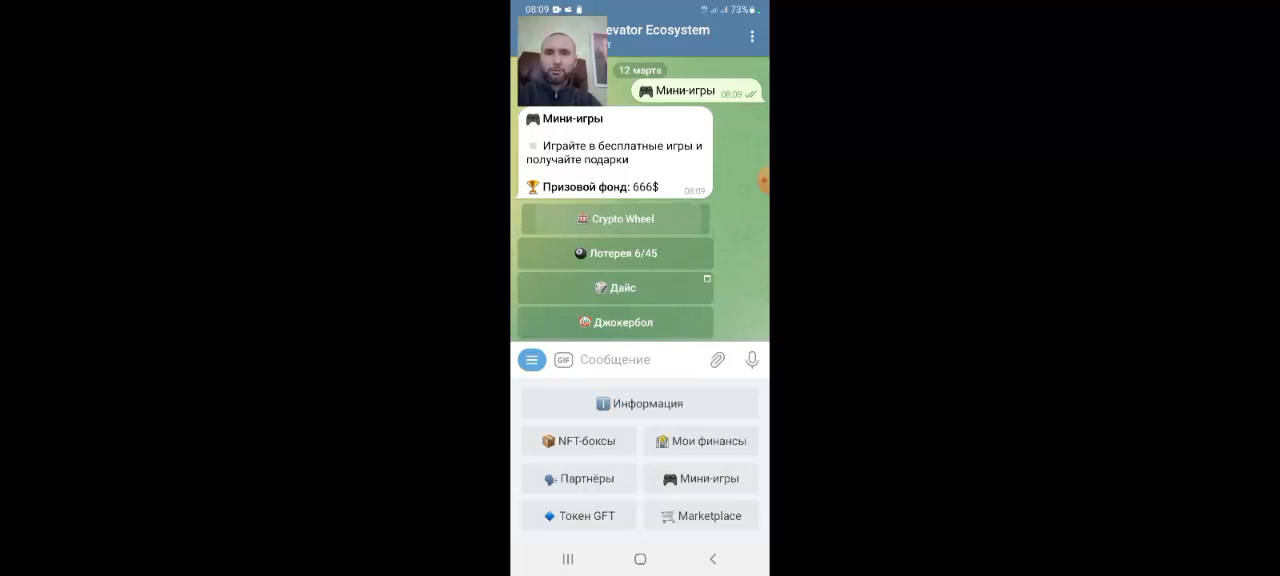 08:09
73%
evator Ecosystem
т
12 марта
Мини-игры 08:09
Мини-игры
Играйте в бесплатные игры и
получайте подарки
Призовой фонд: 666$ 08:09
Crypto Wheel
Лотерея 6/45
Дайс
Джокербол
GIF Сообщение
Информация
NFT-боксы
Мои финансы
Партнёры
Мини-игры
Токен GFT
Marketplace